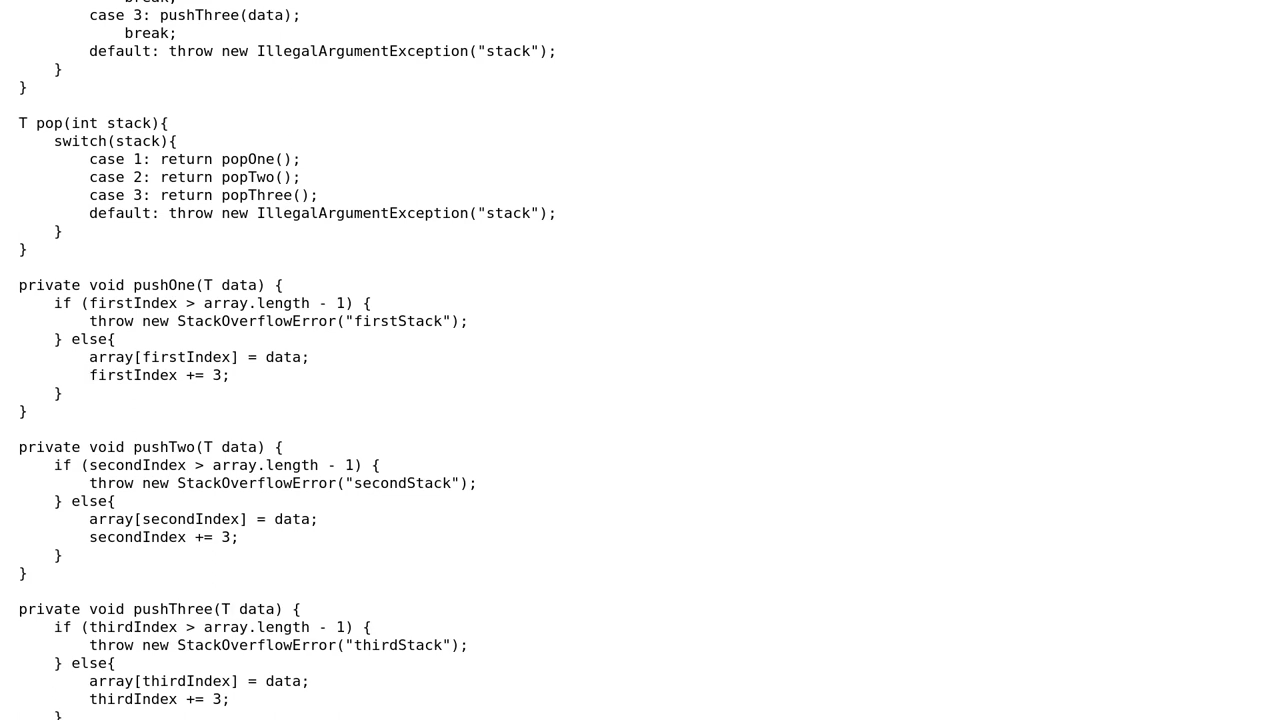 break;
        case 3: pushThree(data);
            break;
        default: throw new IllegalArgumentException("stack");
    }
}

T pop(int stack){
    switch(stack){
        case 1: return popOne();
        case 2: return popTwo();
        case 3: return popThree();
        default: throw new IllegalArgumentException("stack");
    }
}

private void pushOne(T data) {
    if (firstIndex > array.length - 1) {
        throw new StackOverflowError("firstStack");
    } else{
        array[firstIndex] = data;
        firstIndex += 3;
    }
}

private void pushTwo(T data) {
    if (secondIndex > array.length - 1) {
        throw new StackOverflowError("secondStack");
    } else{
        array[secondIndex] = data;
        secondIndex += 3;
    }
}

private void pushThree(T data) {
    if (thirdIndex > array.length - 1) {
        throw new StackOverflowError("thirdStack");
    } else{
        array[thirdIndex] = data;
        thirdIndex += 3;
    }